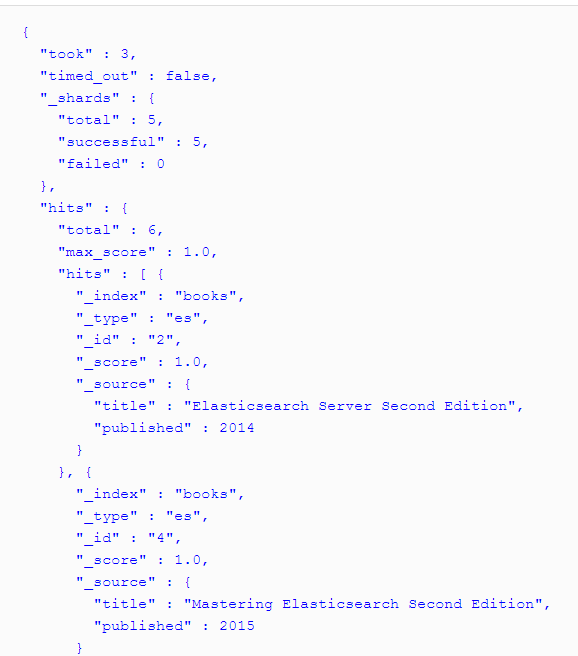 {
  "took" : 3,
  "timed_out" : false,
  "_shards" : {
    "total" : 5,
    "successful" : 5,
    "failed" : 0
  },
  "hits" : {
    "total" : 6,
    "max_score" : 1.0,
    "hits" : [ {
      "_index" : "books",
      "_type" : "es",
      "_id" : "2",
      "_score" : 1.0,
      "_source" : {
        "title" : "Elasticsearch Server Second Edition",
        "published" : 2014
      }
    }, {
      "_index" : "books",
      "_type" : "es",
      "_id" : "4",
      "_score" : 1.0,
      "_source" : {
        "title" : "Mastering Elasticsearch Second Edition",
        "published" : 2015
      }